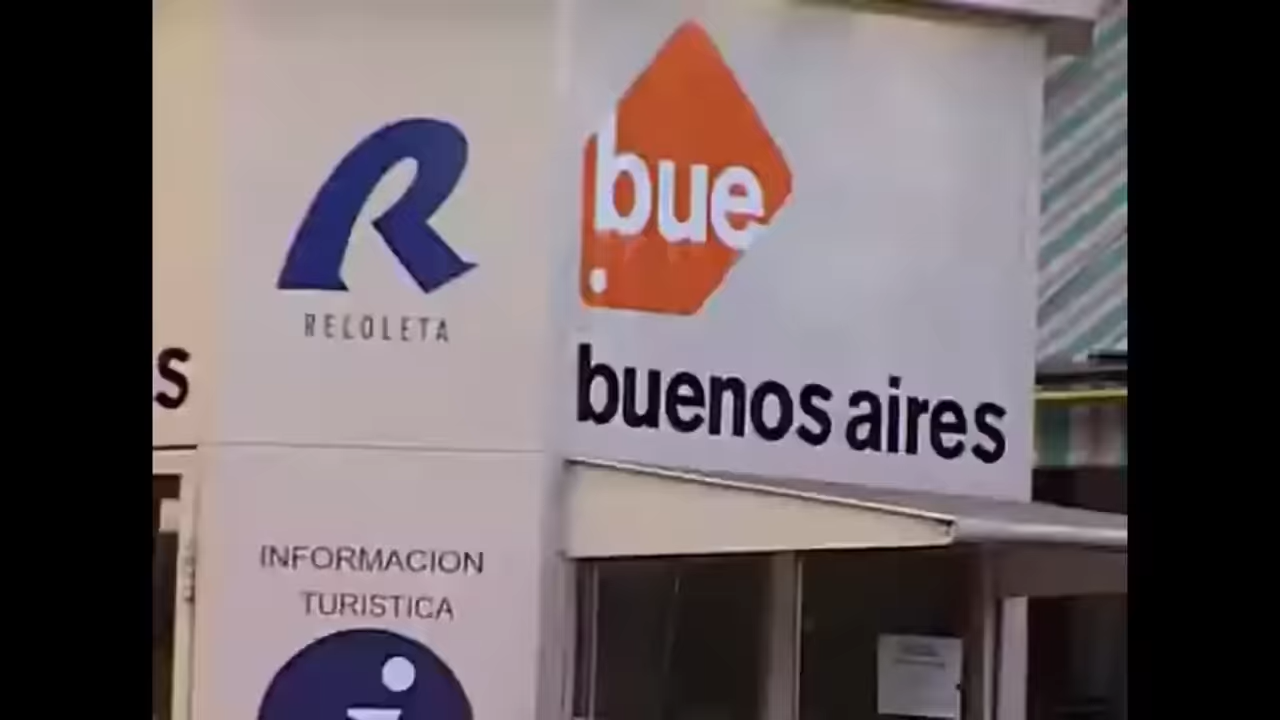 R
RECOLETA
s
INFORMACION
TURISTICA
i
bue
buenos aires